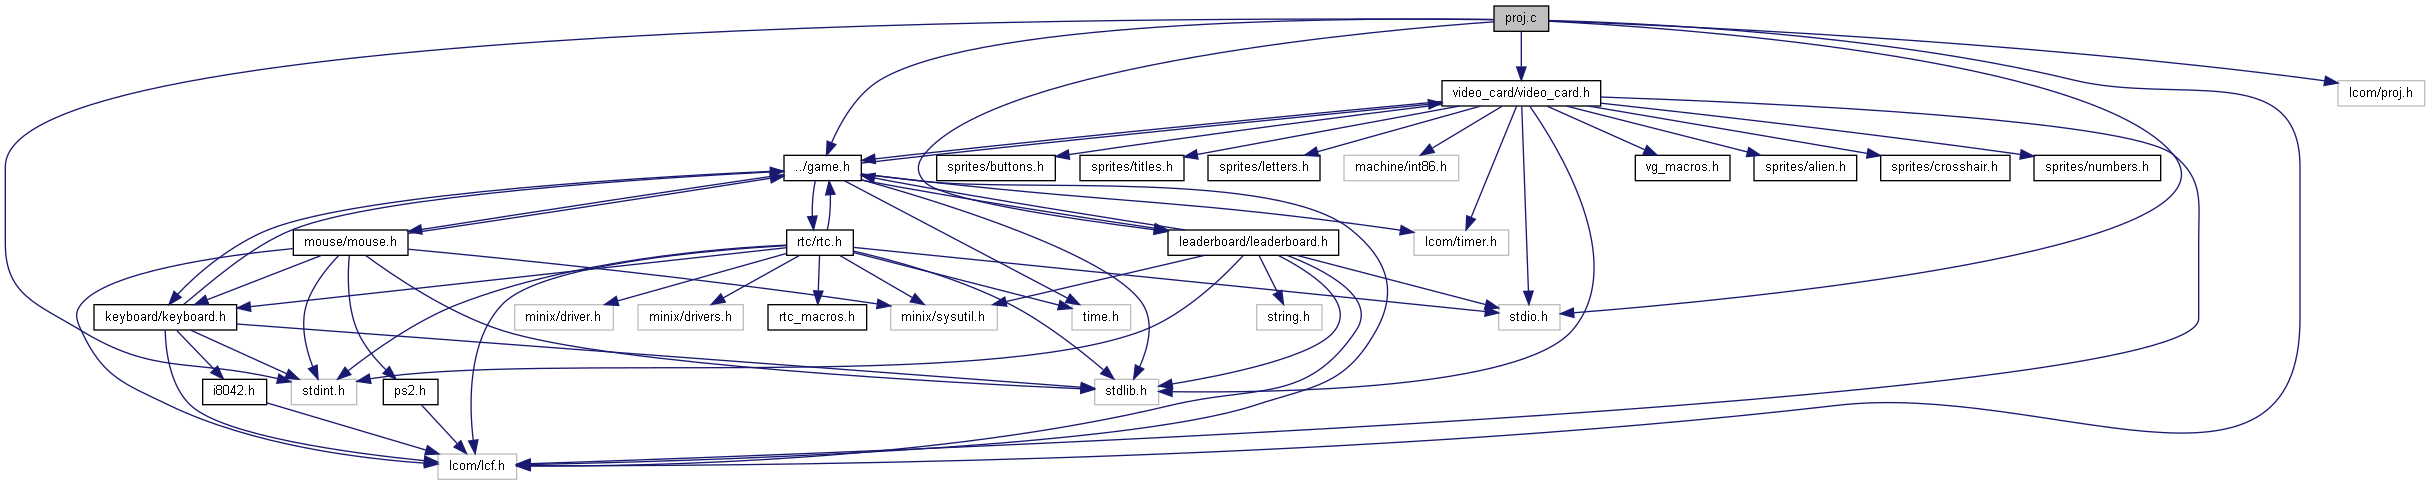 proj.c
video_card/video_card.h
lcom/proj.h
../game.h
sprites/buttons.h
sprites/titles.h
sprites/letters.h
machine/int86.h
vg_macros.h
sprites/alien.h
sprites/crosshair.h
sprites/numbers.h
mouse/mouse.h
rtc/rtc.h
leaderboard/leaderboard.h
lcom/timer.h
keyboard/keyboard.h
minix/driver.h
minix/drivers.h
rtc_macros.h
minix/sysutil.h
time.h
string.h
stdio.h
i8042.h
stdint.h
ps2.h
stdlib.h
lcom/lcf.h